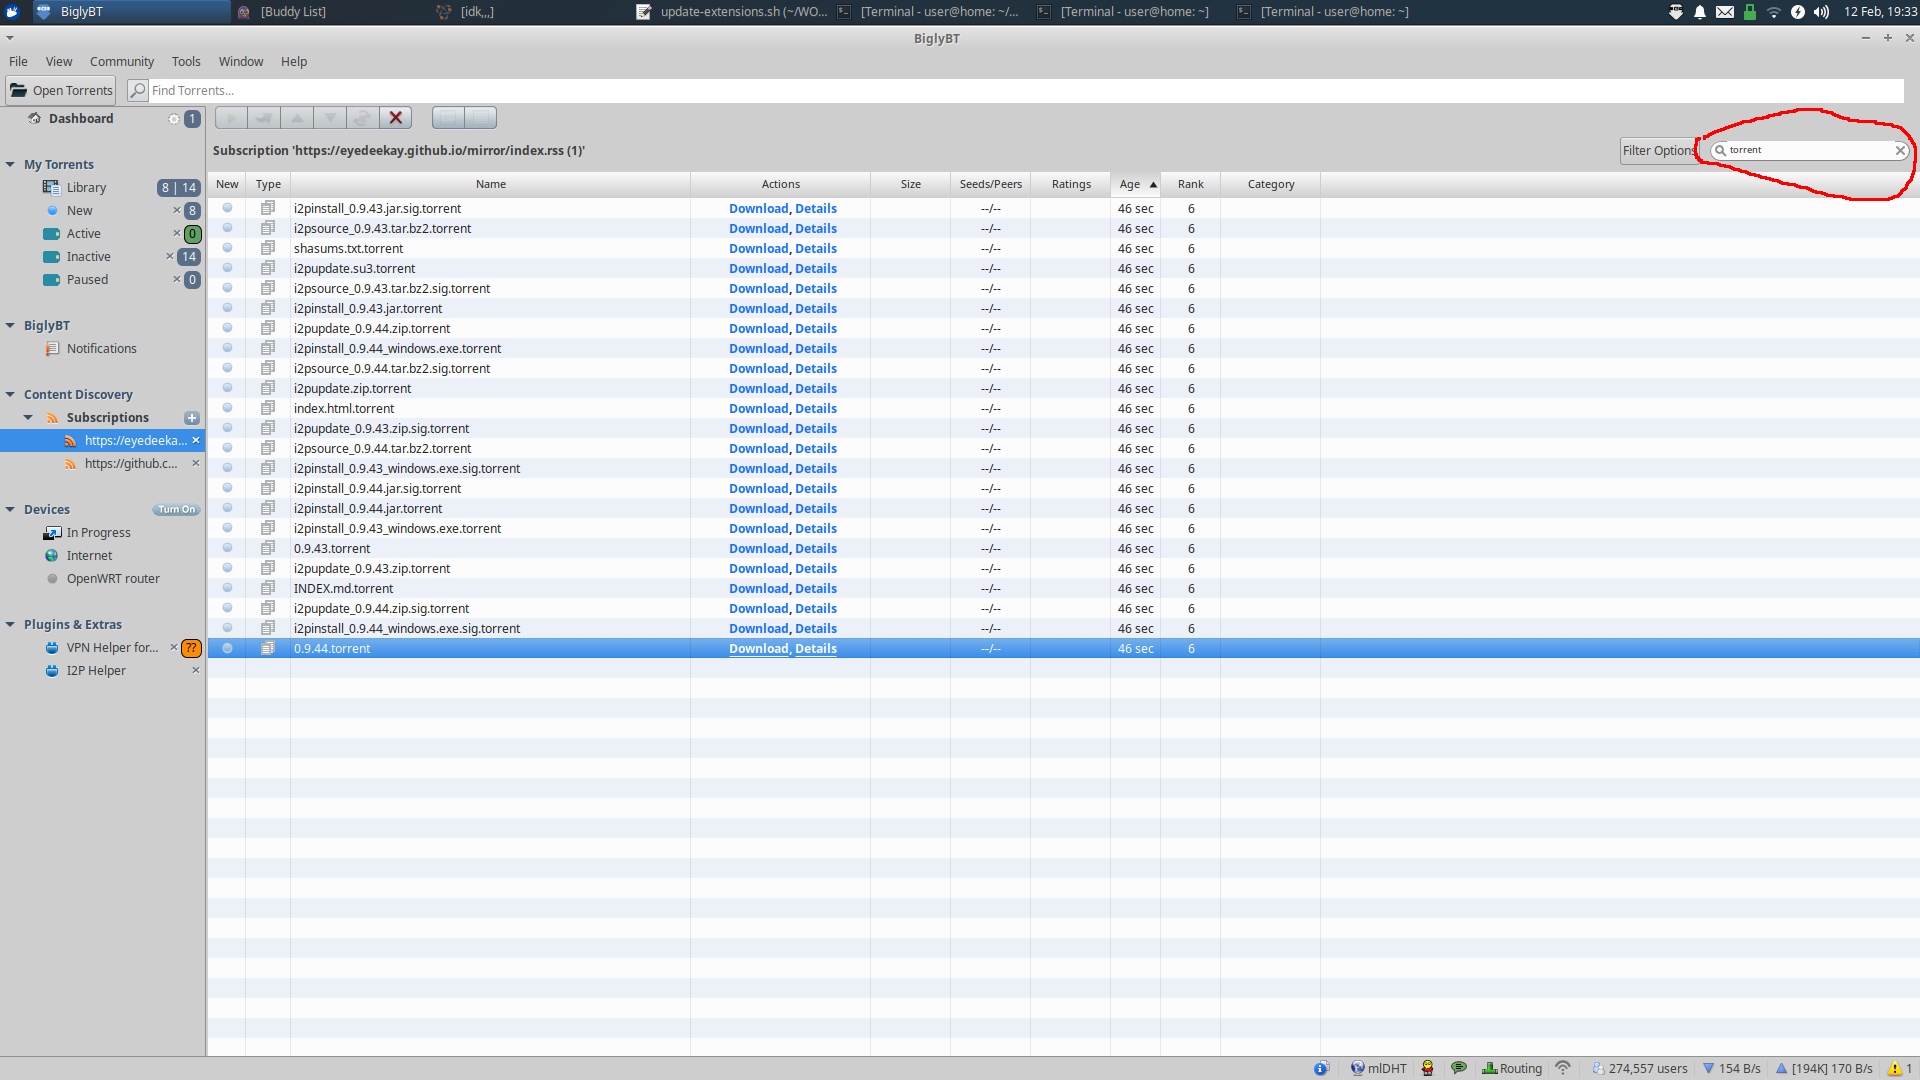 BiglyBT [Buddy List] [idk,,,] update-extensions.sh (~/WO... [Terminal - user@home: ~/... [Terminal - user@home: ~] [Terminal - user@home: ~] 12 Feb, 19:33
BiglyBT
File View Community Tools Window Help
Open Torrents Find Torrents...
Dashboard 1
My Torrents
Library 8 | 14
New 8
Active 0
Inactive 14
Paused 0
BiglyBT
Notifications
Content Discovery
Subscriptions
https://eyedeeka...
https://github.c...
Devices Turn On
In Progress
Internet
OpenWRT router
Plugins & Extras
VPN Helper for... ??
I2P Helper
Subscription 'https://eyedeekay.github.io/mirror/index.rss (1)' Filter Options torrent
New Type Name Actions Size Seeds/Peers Ratings Age Rank Category
i2pinstall_0.9.43.jar.sig.torrent Download, Details --/-- 46 sec 6
i2psource_0.9.43.tar.bz2.torrent Download, Details --/-- 46 sec 6
shasums.txt.torrent Download, Details --/-- 46 sec 6
i2pupdate.su3.torrent Download, Details --/-- 46 sec 6
i2psource_0.9.43.tar.bz2.sig.torrent Download, Details --/-- 46 sec 6
i2pinstall_0.9.43.jar.torrent Download, Details --/-- 46 sec 6
i2pupdate_0.9.44.zip.torrent Download, Details --/-- 46 sec 6
i2pinstall_0.9.44_windows.exe.torrent Download, Details --/-- 46 sec 6
i2psource_0.9.44.tar.bz2.sig.torrent Download, Details --/-- 46 sec 6
i2pupdate.zip.torrent Download, Details --/-- 46 sec 6
index.html.torrent Download, Details --/-- 46 sec 6
i2pupdate_0.9.43.zip.sig.torrent Download, Details --/-- 46 sec 6
i2psource_0.9.44.tar.bz2.torrent Download, Details --/-- 46 sec 6
i2pinstall_0.9.43_windows.exe.sig.torrent Download, Details --/-- 46 sec 6
i2pinstall_0.9.44.jar.sig.torrent Download, Details --/-- 46 sec 6
i2pinstall_0.9.44.jar.torrent Download, Details --/-- 46 sec 6
i2pinstall_0.9.43_windows.exe.torrent Download, Details --/-- 46 sec 6
0.9.43.torrent Download, Details --/-- 46 sec 6
i2pupdate_0.9.43.zip.torrent Download, Details --/-- 46 sec 6
INDEX.md.torrent Download, Details --/-- 46 sec 6
i2pupdate_0.9.44.zip.sig.torrent Download, Details --/-- 46 sec 6
i2pinstall_0.9.44_windows.exe.sig.torrent Download, Details --/-- 46 sec 6
0.9.44.torrent Download, Details --/-- 46 sec 6
mlDHT Routing 274,557 users 154 B/s [194K] 170 B/s 1